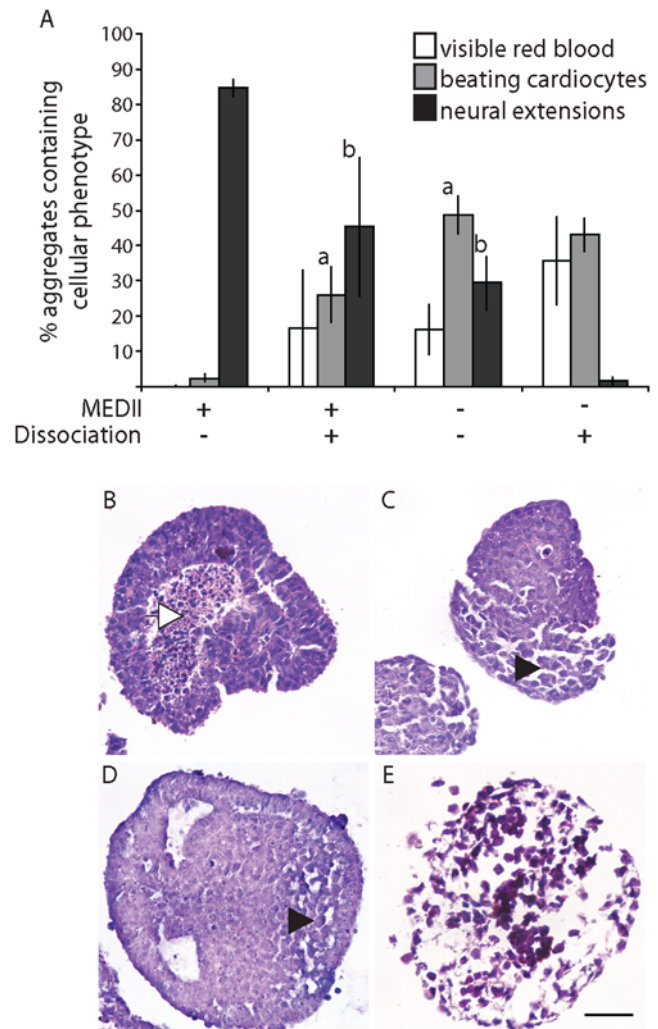 A
visible red blood
beating cardiocytes
neural extensions
% aggregates containing
cellular phenotype
100
90
80
70
60
50
40
30
20
10
a
b
a
b
MEDII + + - -
Dissociation - + - +
B
C
D
E